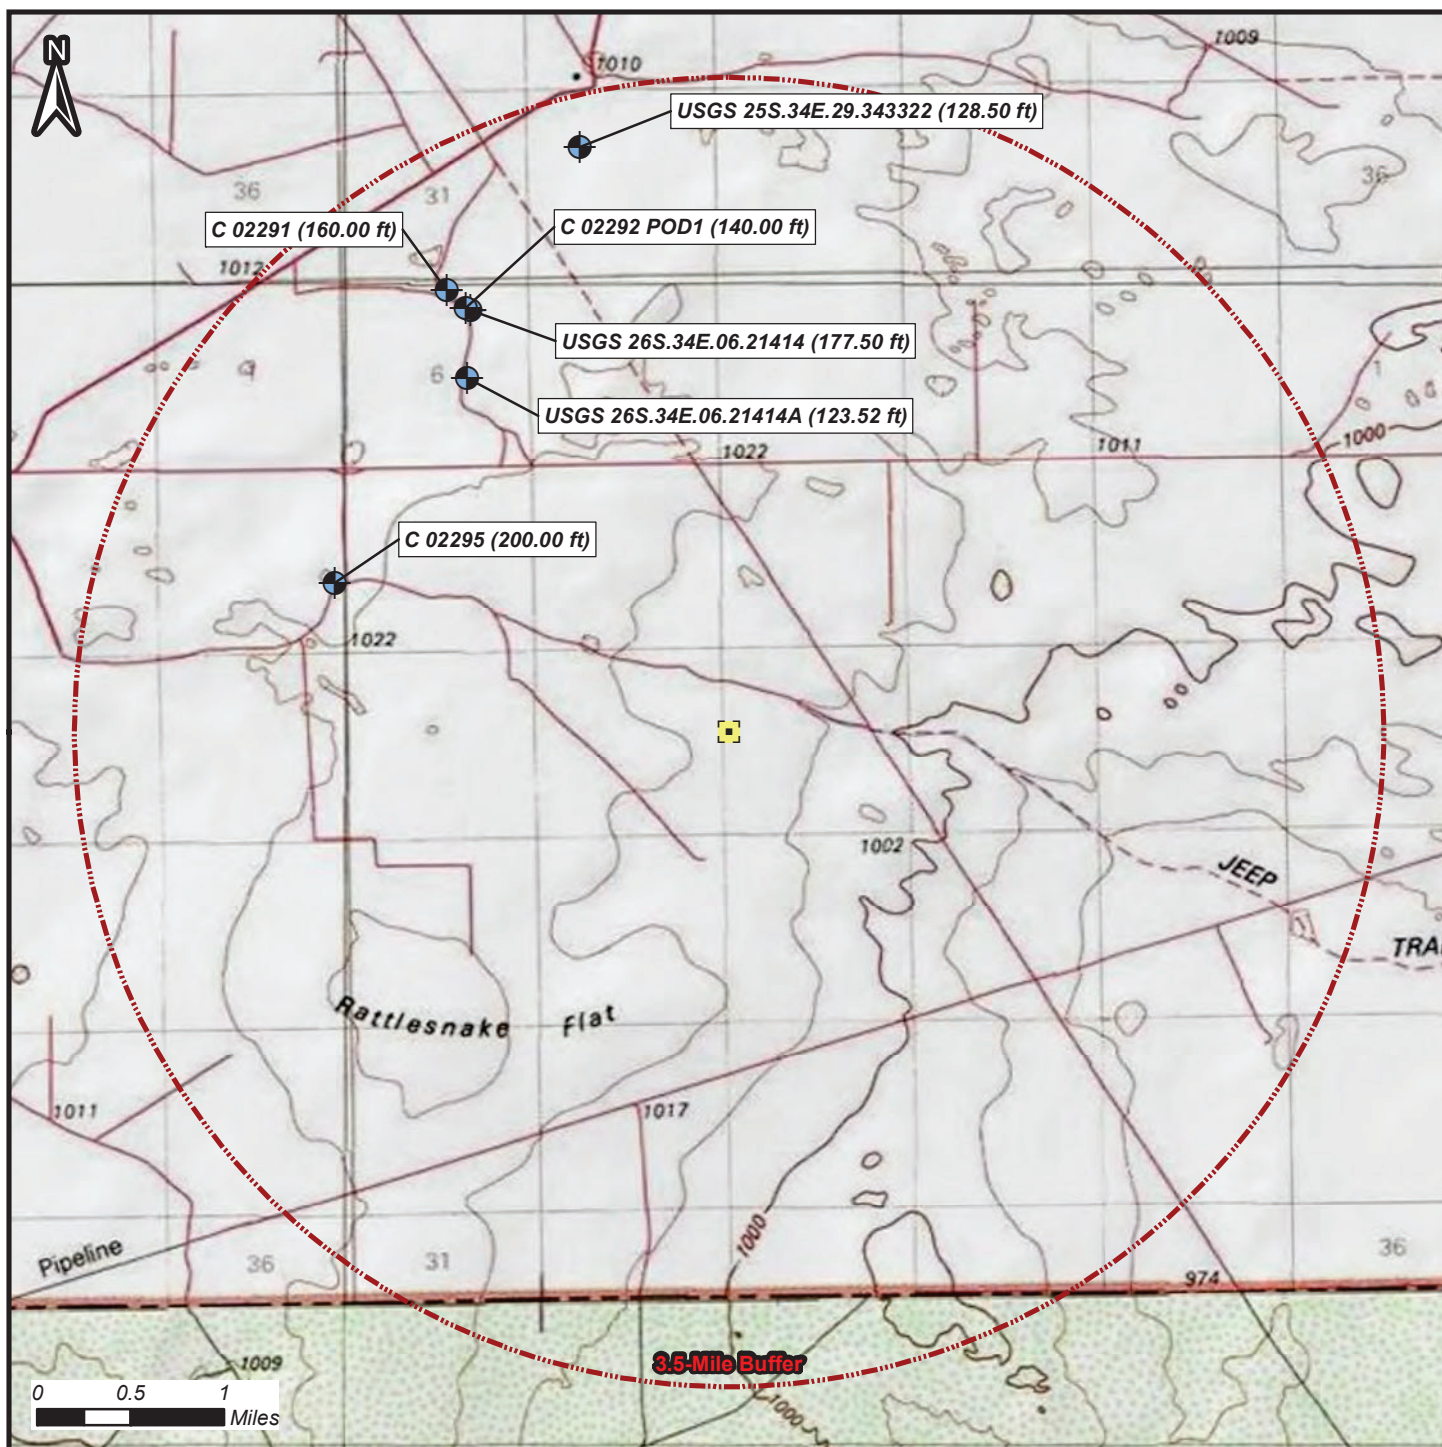 N
1010
1009
USGS 25S.34E.29.343322 (128.50 ft)
36
31
36
C 02291 (160.00 ft)
C 02292 POD1 (140.00 ft)
1012
USGS 26S.34E.06.21414 (177.50 ft)
6
1
USGS 26S.34E.06.21414A (123.52 ft)
1022
1011
1000
C 02295 (200.00 ft)
1022
1002
JEEP
TRAI
Rattlesnake Flat
1011
1017
1000
Pipeline
36
31
36
974
1009
3.5-Mile Buffer
1000
0 0.5 1
Miles